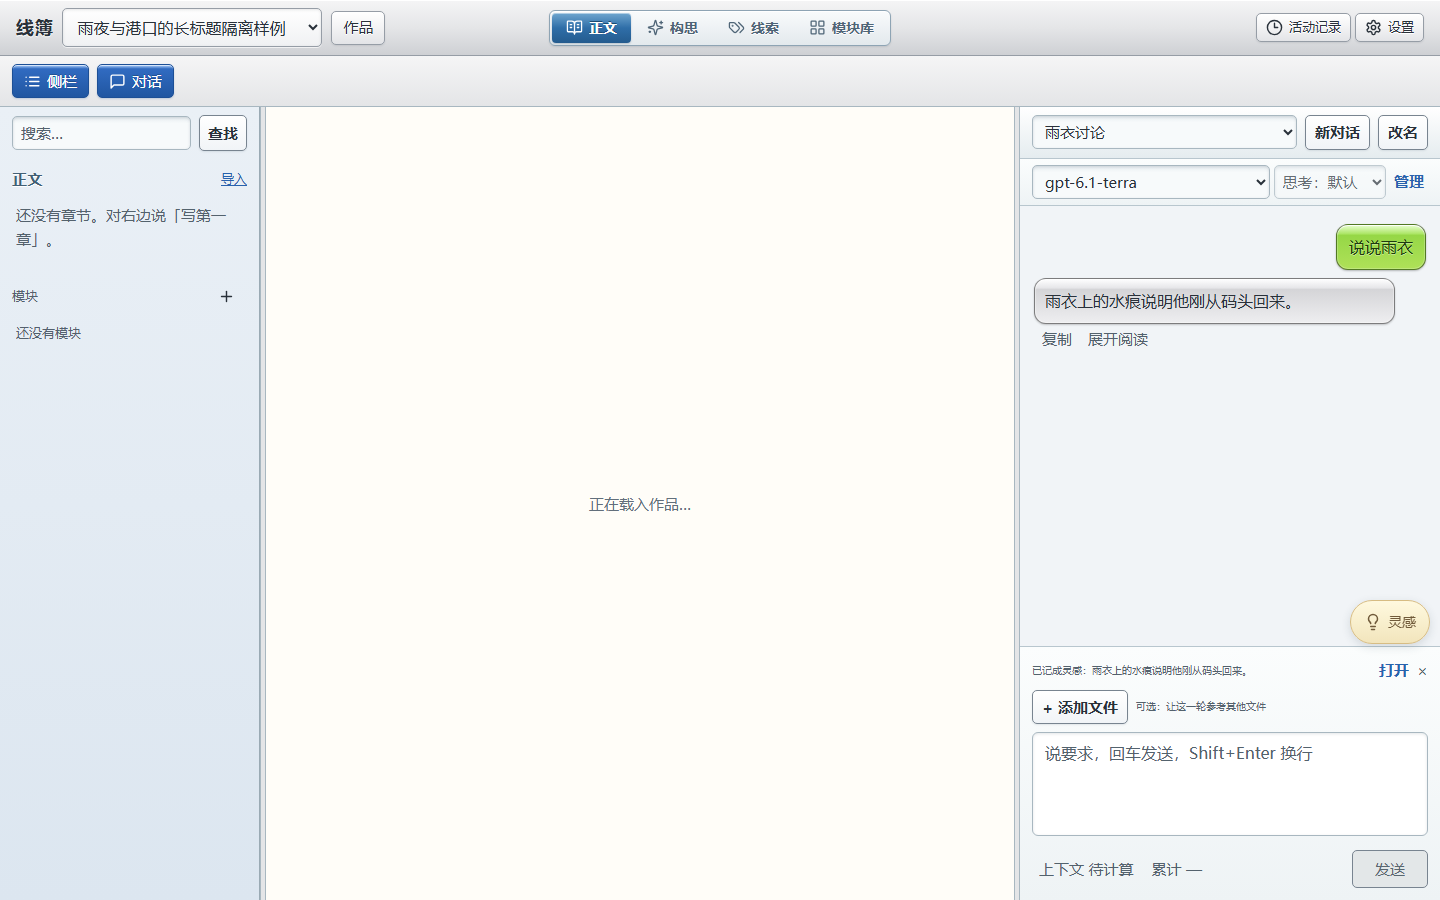 线簿
雨夜与港口的长标题隔离样例
作品
正文
构思
线索
模块库
活动记录
设置
侧栏
对话
搜索...
查找
正文
导入
还没有章节。对右边说「写第一
章」。
模块
+
还没有模块
正在载入作品...
雨衣讨论
新对话
改名
gpt-6.1-terra
思考：默认
管理
说说雨衣
雨衣上的水痕说明他刚从码头回来。
复制
展开阅读
灵感
已记成灵感：雨衣上的水痕说明他刚从码头回来。
打开
×
+ 添加文件
可选：让这一轮参考其他文件
说要求，回车发送，Shift+Enter 换行
上下文 待计算
累计 —
发送